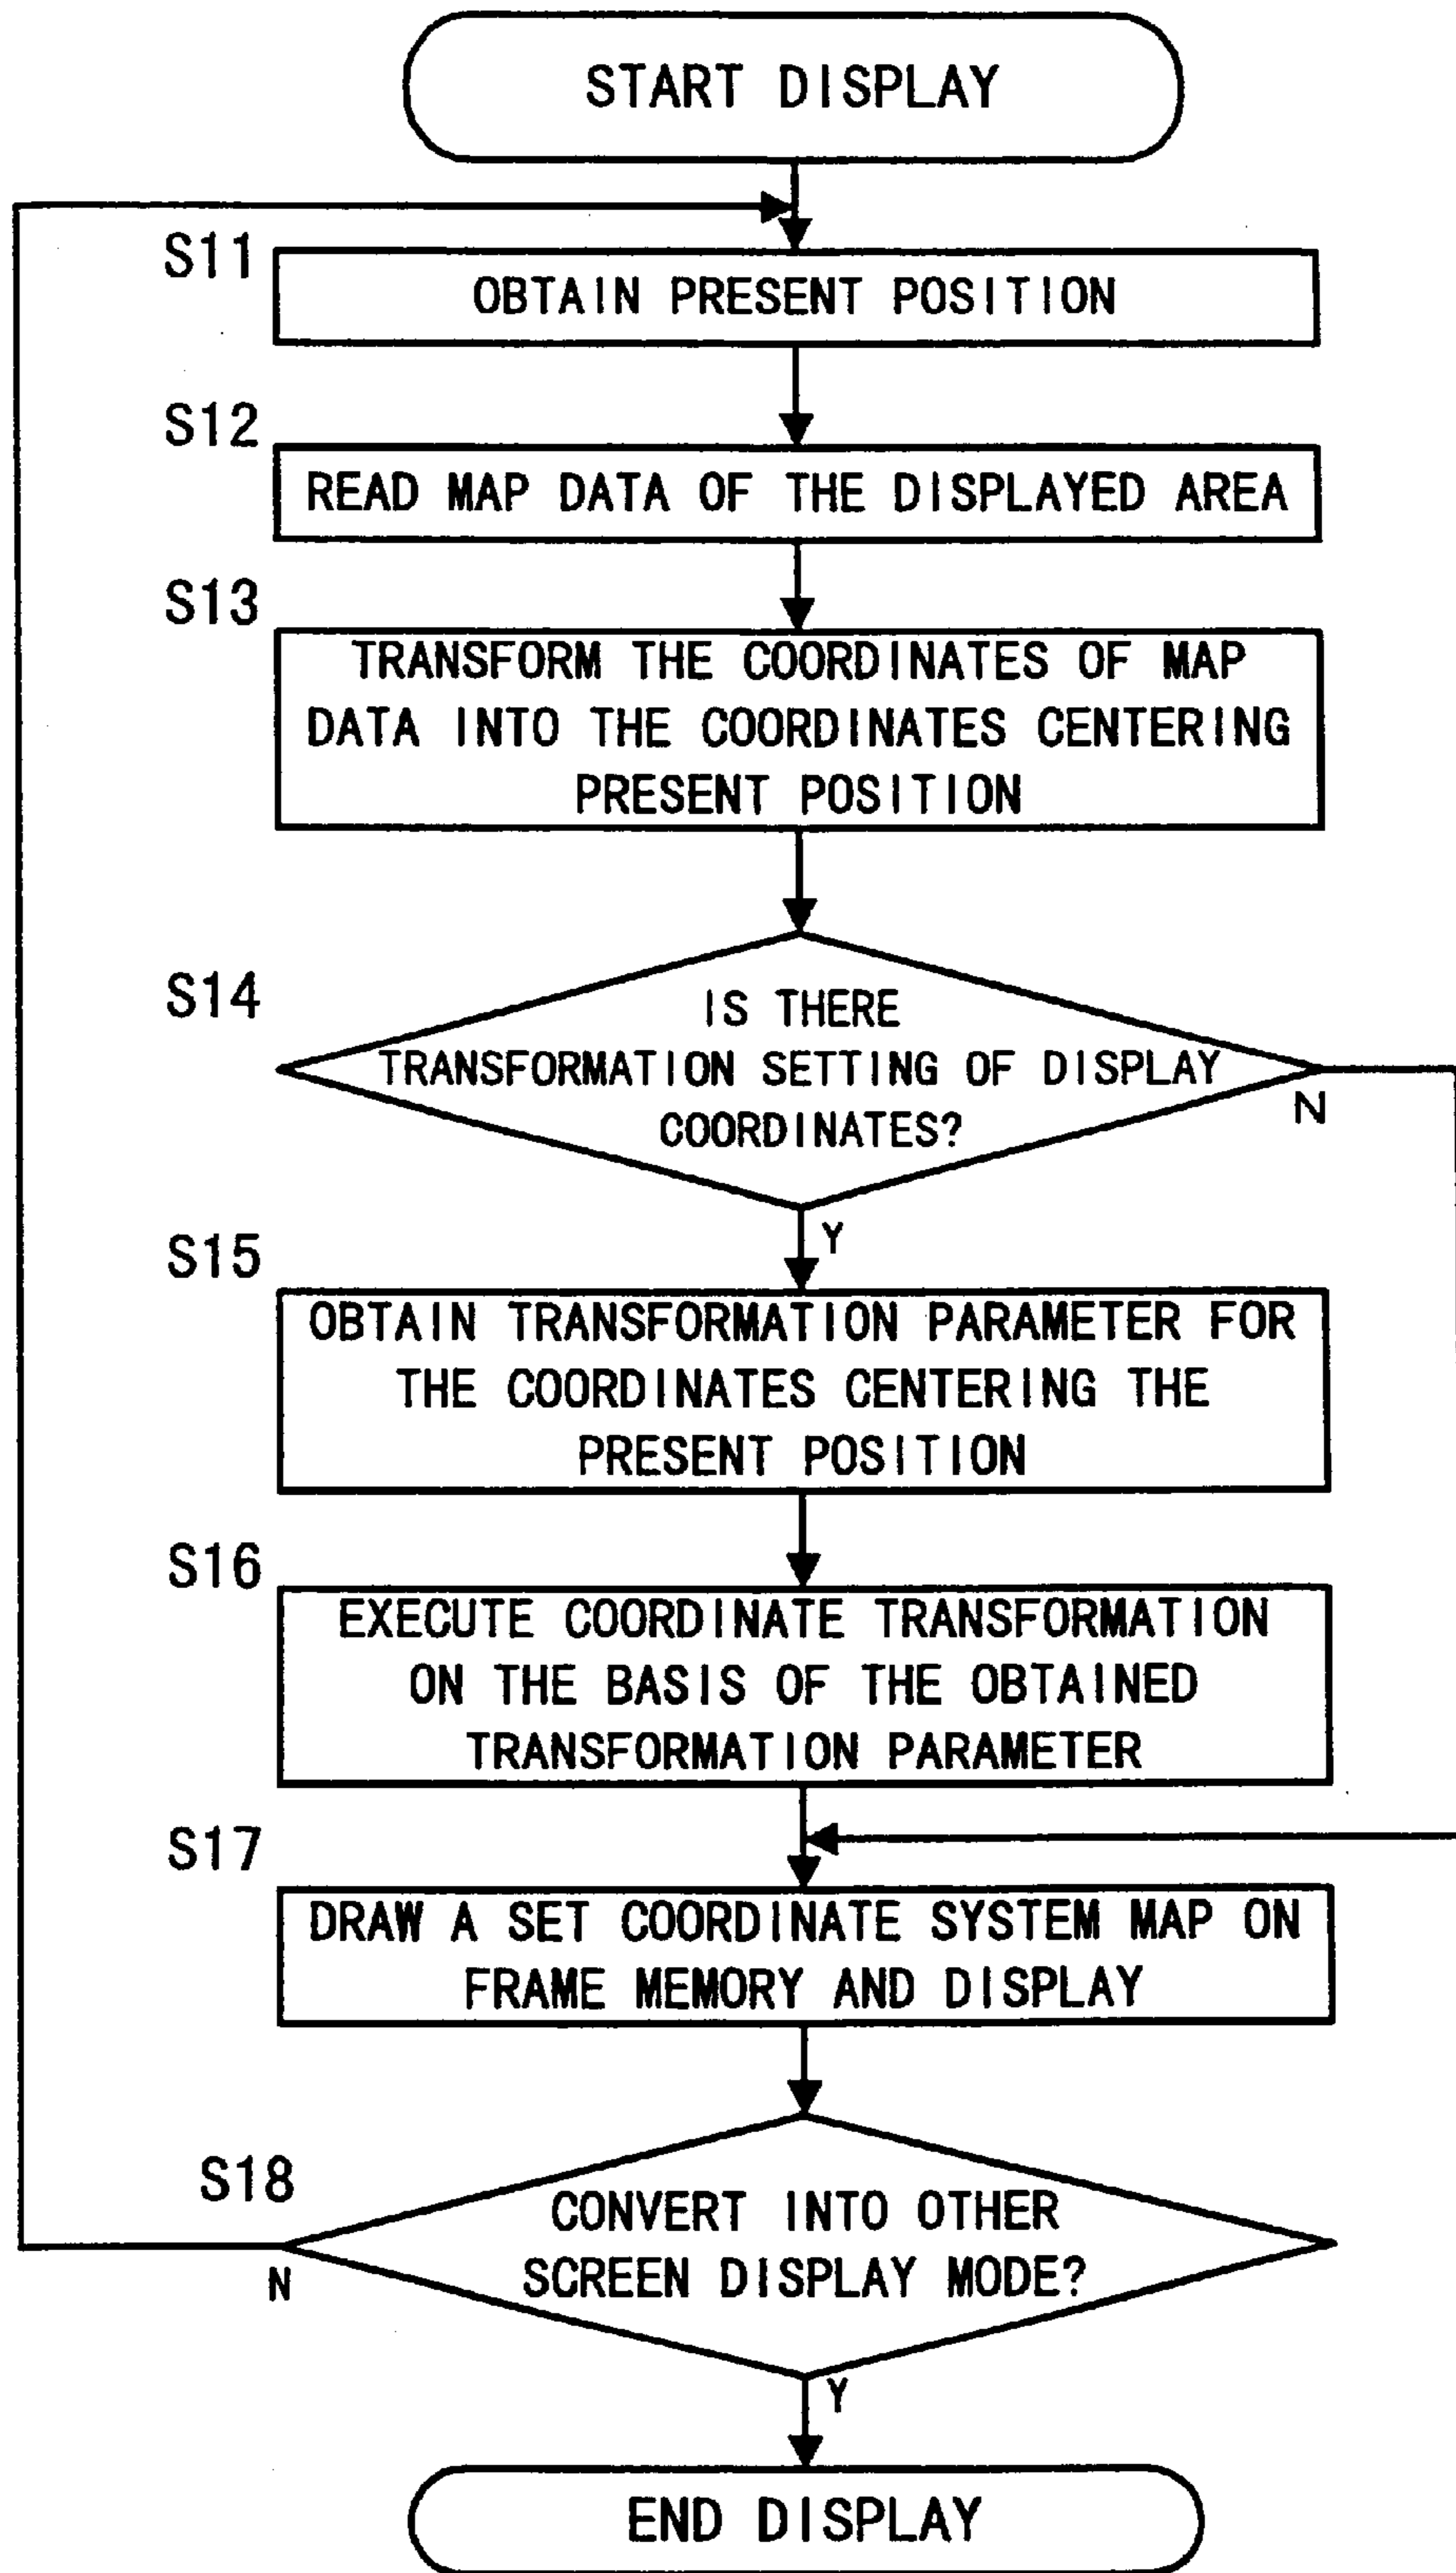 START DISPLAY
S11
OBTAIN PRESENT POSITION
S12
READ MAP DATA OF THE DISPLAYED AREA
S13
TRANSFORM THE COORDINATES OF MAP
DATA INTO THE COORDINATES CENTERING
PRESENT POSITION
S14
IS THERE
TRANSFORMATION SETTING OF DISPLAY
COORDINATES?
N
Y
S15
OBTAIN TRANSFORMATION PARAMETER FOR
THE COORDINATES CENTERING THE
PRESENT POSITION
S16
EXECUTE COORDINATE TRANSFORMATION
ON THE BASIS OF THE OBTAINED
TRANSFORMATION PARAMETER
S17
DRAW A SET COORDINATE SYSTEM MAP ON
FRAME MEMORY AND DISPLAY
S18
CONVERT INTO OTHER
SCREEN DISPLAY MODE?
N
Y
END DISPLAY